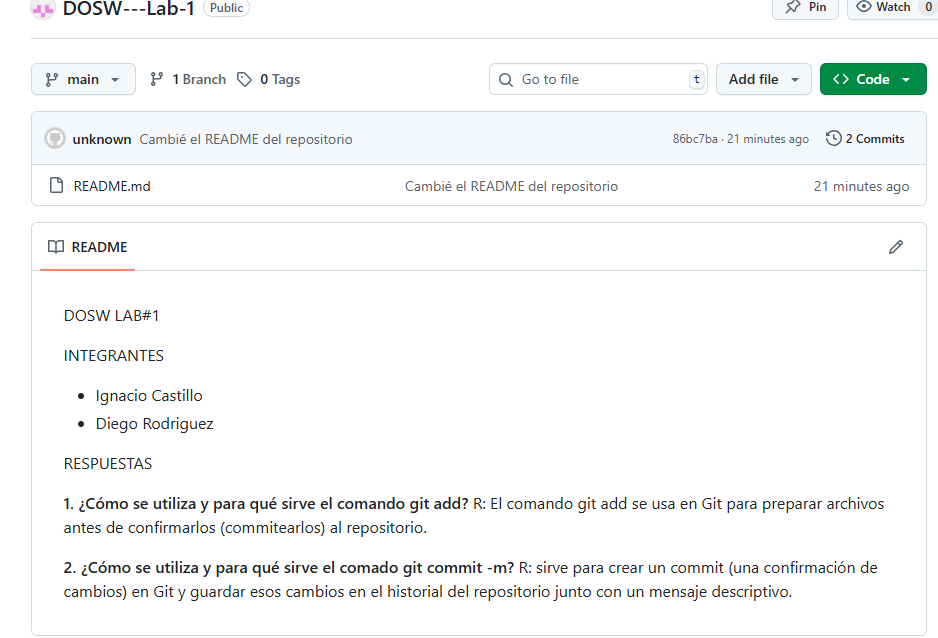 DOSW---Lab-1 Public Pin Watch 0
main 1 Branch 0 Tags Go to file t Add file Code
unknown Cambié el README del repositorio 86bc7ba · 21 minutes ago 2 Commits
README.md Cambié el README del repositorio 21 minutes ago
README
DOSW LAB#1
INTEGRANTES
• Ignacio Castillo
• Diego Rodriguez
RESPUESTAS
1. ¿Cómo se utiliza y para qué sirve el comando git add? R: El comando git add se usa en Git para preparar archivos
antes de confirmarlos (commitearlos) al repositorio.
2. ¿Cómo se utiliza y para qué sirve el comado git commit -m? R: sirve para crear un commit (una confirmación de
cambios) en Git y guardar esos cambios en el historial del repositorio junto con un mensaje descriptivo.